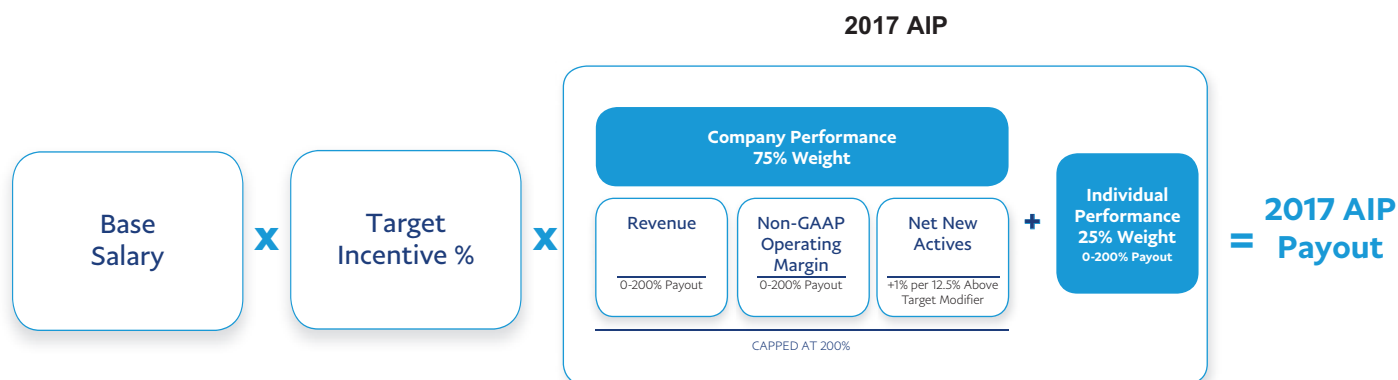 2017 AIP
Base
Salary
x
Target
Incentive %
x
Company Performance
75% Weight
Revenue
0-200% Payout
Non-GAAP
Operating
Margin
0-200% Payout
Net New
Actives
+1% per 12.5% Above
Target Modifier
CAPPED AT 200%
+
Individual
Performance
25% Weight
0-200% Payout
=
2017 AIP
Payout